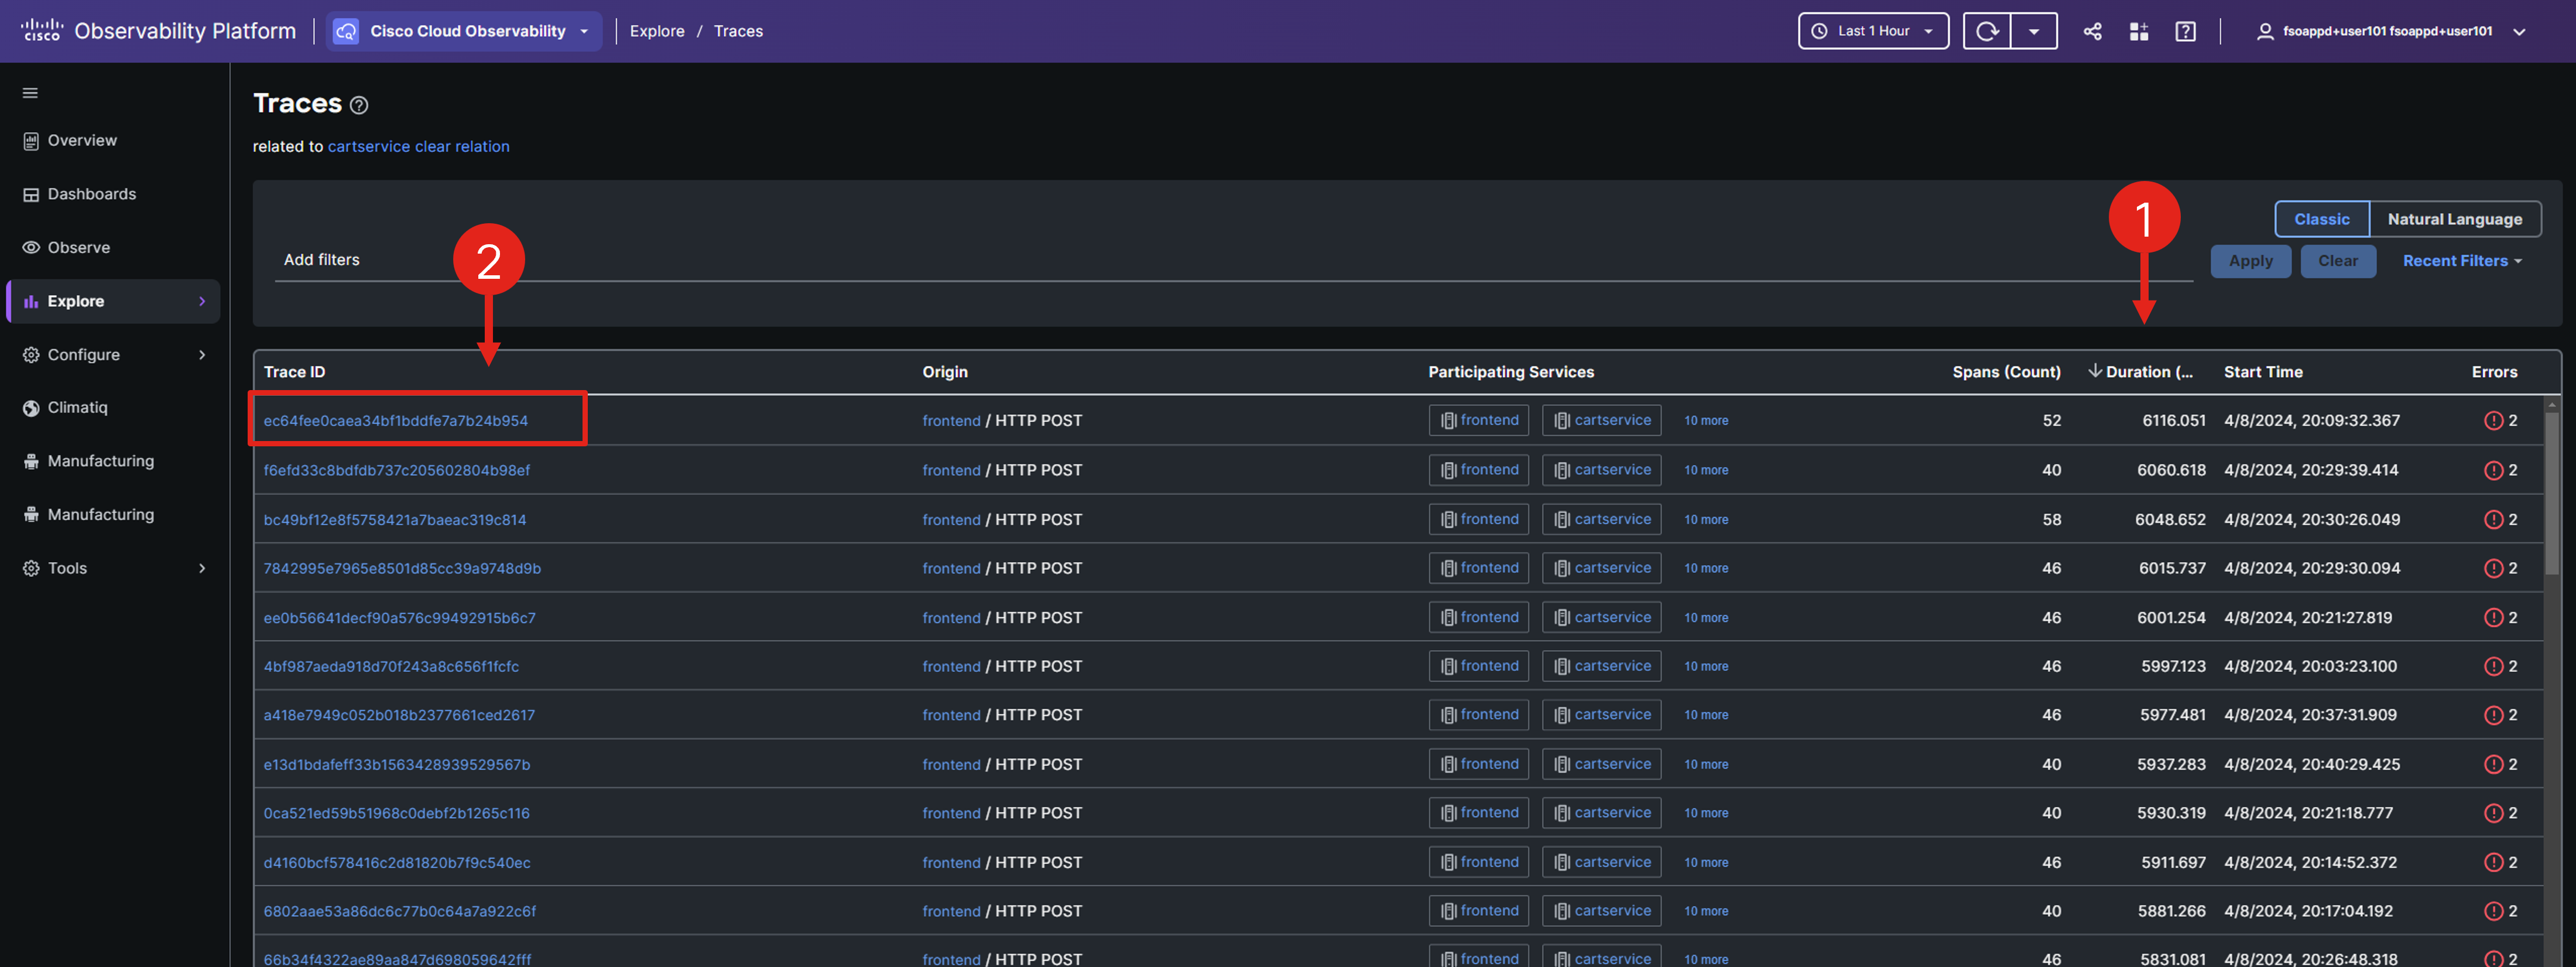 cisco Observability Platform Cisco Cloud Observability Explore / Traces Last 1 Hour fsoappd+user101 fsoappd+user101
Overview
Dashboards
Observe
Explore
Configure
Climatiq
Manufacturing
Manufacturing
Tools
Traces
related to cartservice clear relation
Classic Natural Language
Add filters
Apply Clear Recent Filters
1
2
Trace ID Origin Participating Services Spans (Count) Duration (... Start Time Errors
ec64fee0caea34bf1bddfe7a7b24b954 frontend / HTTP POST frontend cartservice 10 more 52 6116.051 4/8/2024, 20:09:32.367 2
f6efd33c8bdfdb737c205602804b98ef frontend / HTTP POST frontend cartservice 10 more 40 6060.618 4/8/2024, 20:29:39.414 2
bc49bf12e8f5758421a7baeac319c814 frontend / HTTP POST frontend cartservice 10 more 58 6048.652 4/8/2024, 20:30:26.049 2
7842995e7965e8501d85cc39a9748d9b frontend / HTTP POST frontend cartservice 10 more 46 6015.737 4/8/2024, 20:29:30.094 2
ee0b56641decf90a576c99492915b6c7 frontend / HTTP POST frontend cartservice 10 more 46 6001.254 4/8/2024, 20:21:27.819 2
4bf987aeda918d70f243a8c656f1fcfc frontend / HTTP POST frontend cartservice 10 more 46 5997.123 4/8/2024, 20:03:23.100 2
a418e7949c052b018b2377661ced2617 frontend / HTTP POST frontend cartservice 10 more 46 5977.481 4/8/2024, 20:37:31.909 2
e13d1bdafeff33b1563428939529567b frontend / HTTP POST frontend cartservice 10 more 40 5937.283 4/8/2024, 20:40:29.425 2
0ca521ed59b51968c0debf2b1265c116 frontend / HTTP POST frontend cartservice 10 more 40 5930.319 4/8/2024, 20:21:18.777 2
d4160bcf578416c2d81820b7f9c540ec frontend / HTTP POST frontend cartservice 10 more 46 5911.697 4/8/2024, 20:14:52.372 2
6802aae53a86dc6c77b0c64a7a922c6f frontend / HTTP POST frontend cartservice 10 more 40 5881.266 4/8/2024, 20:17:04.192 2
66b34f4322ae89aa847d698059642fff frontend / HTTP POST frontend cartservice 10 more 46 5831.081 4/8/2024, 20:26:48.318 2